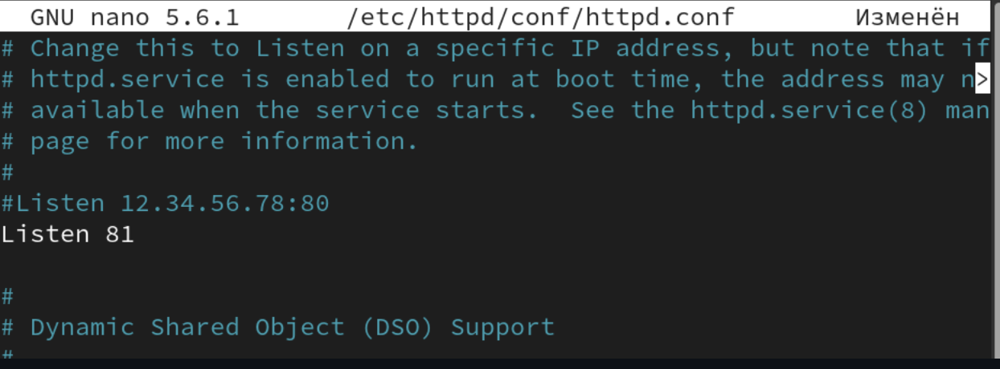 GNU nano 5.6.1 /etc/httpd/conf/httpd.conf Изменён
# Change this to Listen on a specific IP address, but note that if
# httpd.service is enabled to run at boot time, the address may n>
# available when the service starts.  See the httpd.service(8) man
# page for more information.
#
#Listen 12.34.56.78:80
Listen 81
#
# Dynamic Shared Object (DSO) Support
#